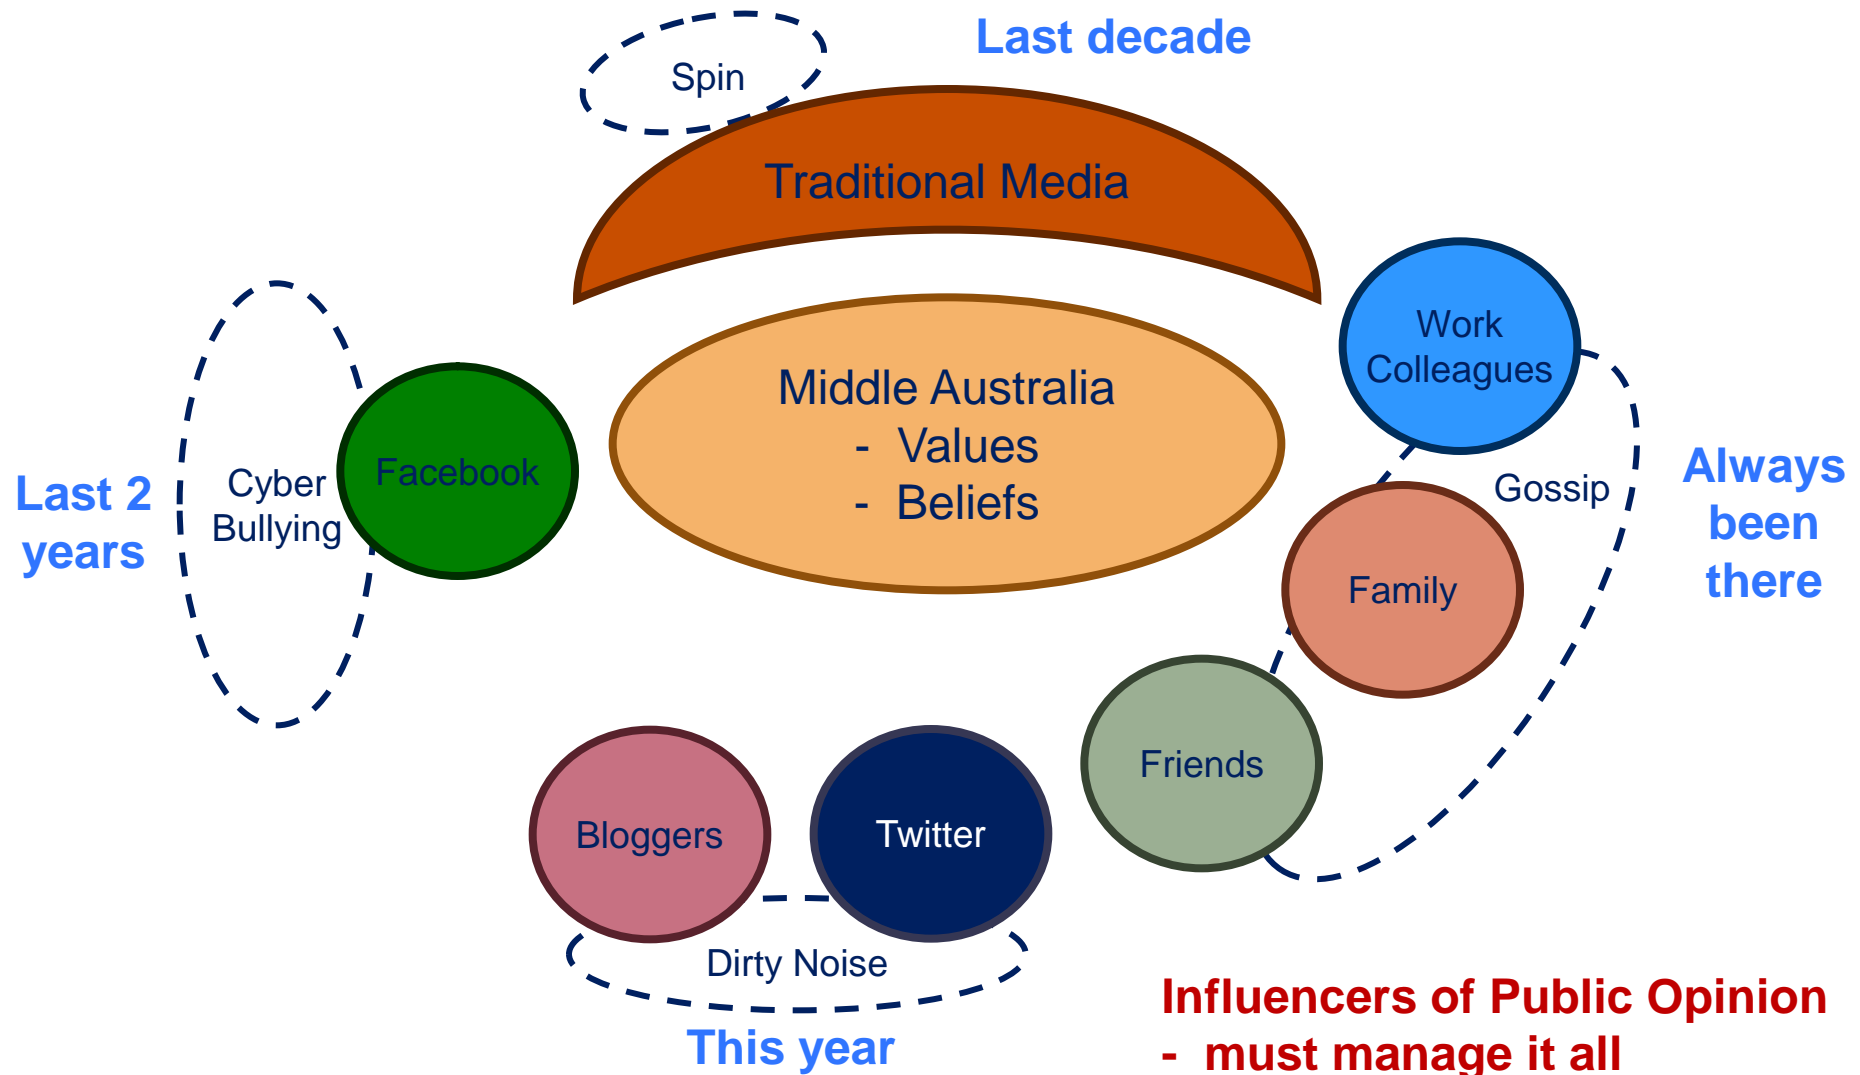 Last decade
Spin
Traditional Media
Work
Colleagues
Middle Australia
- Values
- Beliefs
Facebook
Cyber
Bullying
Last 2
years
Gossip
Always
been
there
Family
Friends
Bloggers
Twitter
Dirty Noise
This year
Influencers of Public Opinion
- must manage it all